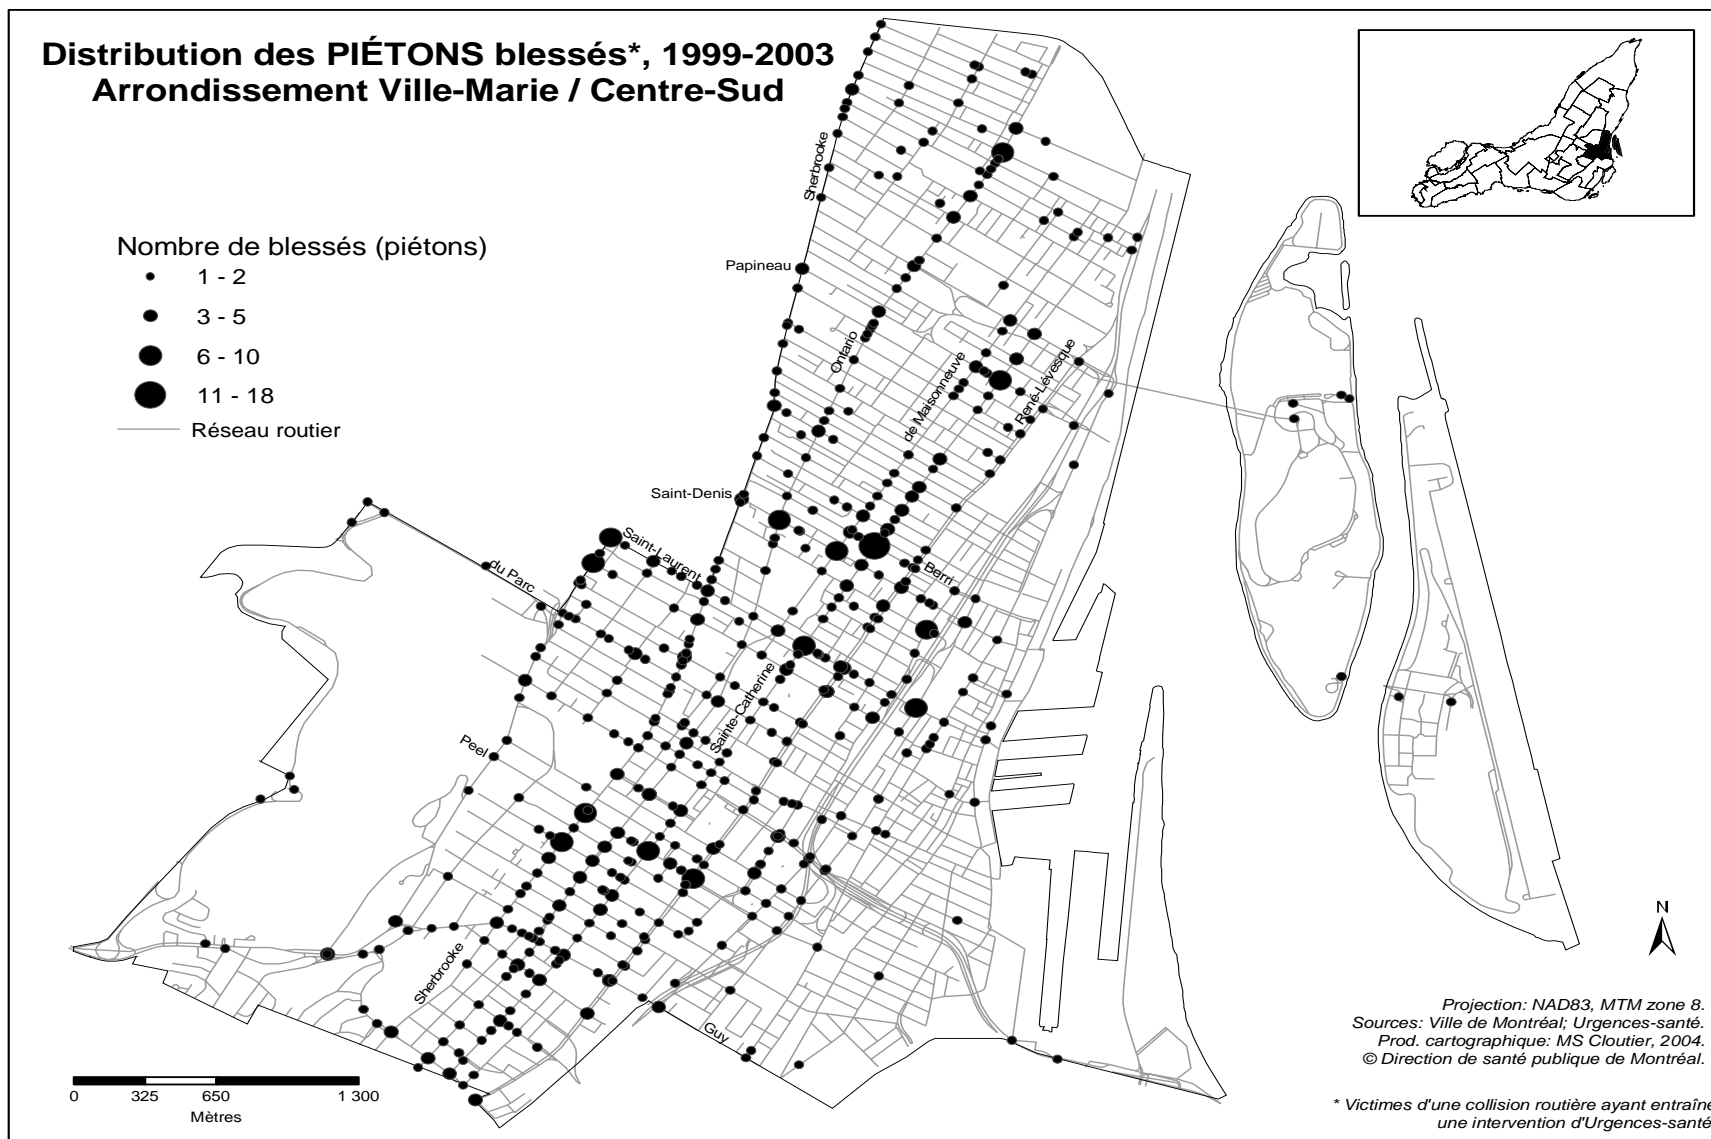 Distribution des PIÉTONS blessés*, 1999-2003
Arrondissement Ville-Marie / Centre-Sud
Nombre de blessés (piétons)
1 - 2
3 - 5
6 - 10
11 - 18
Réseau routier
Sherbrooke
Papineau
Ontario
de Maisonneuve
René-Lévesque
Saint-Denis
Saint-Laurent
du Parc
Berri
Sainte-Catherine
Peel
Sherbrooke
Guy
N
0 325 650 1 300
Mètres
Projection: NAD83, MTM zone 8.
Sources: Ville de Montréal; Urgences-santé.
Prod. cartographique: MS Cloutier, 2004.
© Direction de santé publique de Montréal.
* Victimes d'une collision routière ayant entraîné
une intervention d'Urgences-santé